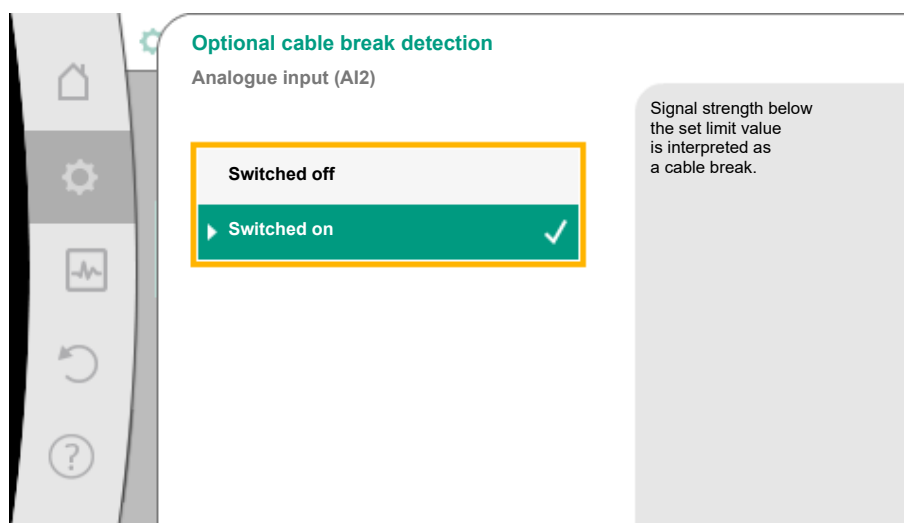 Optional cable break detection
Analogue input (AI2)
Switched off
Switched on
Signal strength below
the set limit value
is interpreted as
a cable break.
?